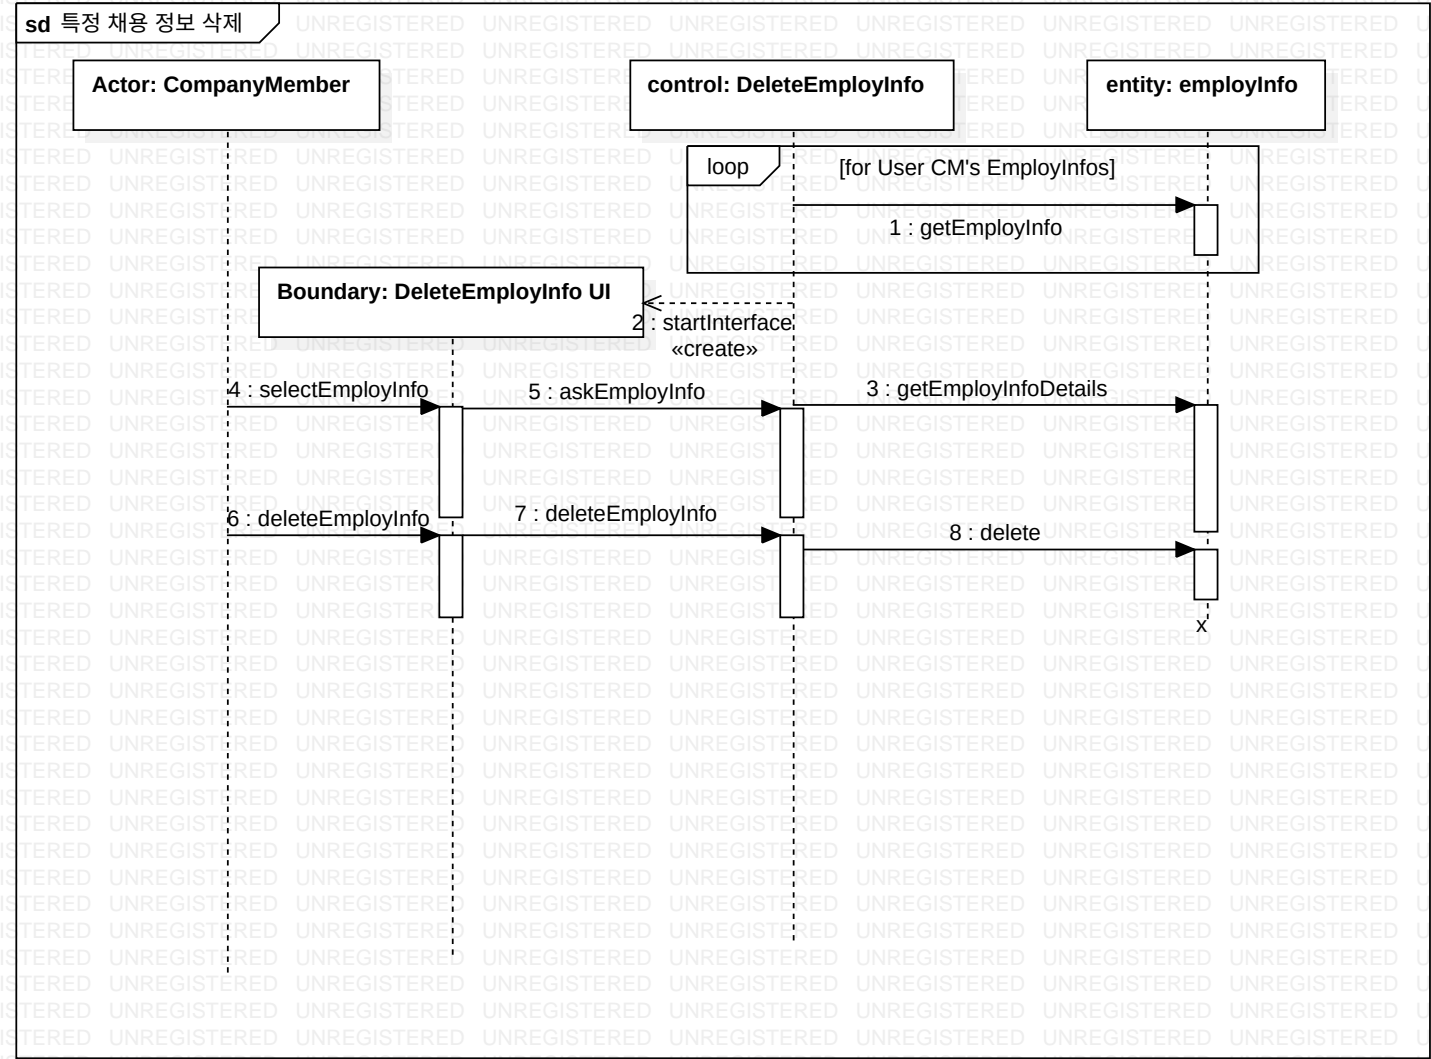 sd 특정 채용 정보 삭제
Actor: CompanyMember
control: DeleteEmployInfo
entity: employInfo
loop
[for User CM's EmployInfos]
1 : getEmployInfo
Boundary: DeleteEmployInfo UI
2 : startInterface
«create»
4 : selectEmployInfo
5 : askEmployInfo
3 : getEmployInfoDetails
6 : deleteEmployInfo
7 : deleteEmployInfo
8 : delete
x
UNREGISTERED